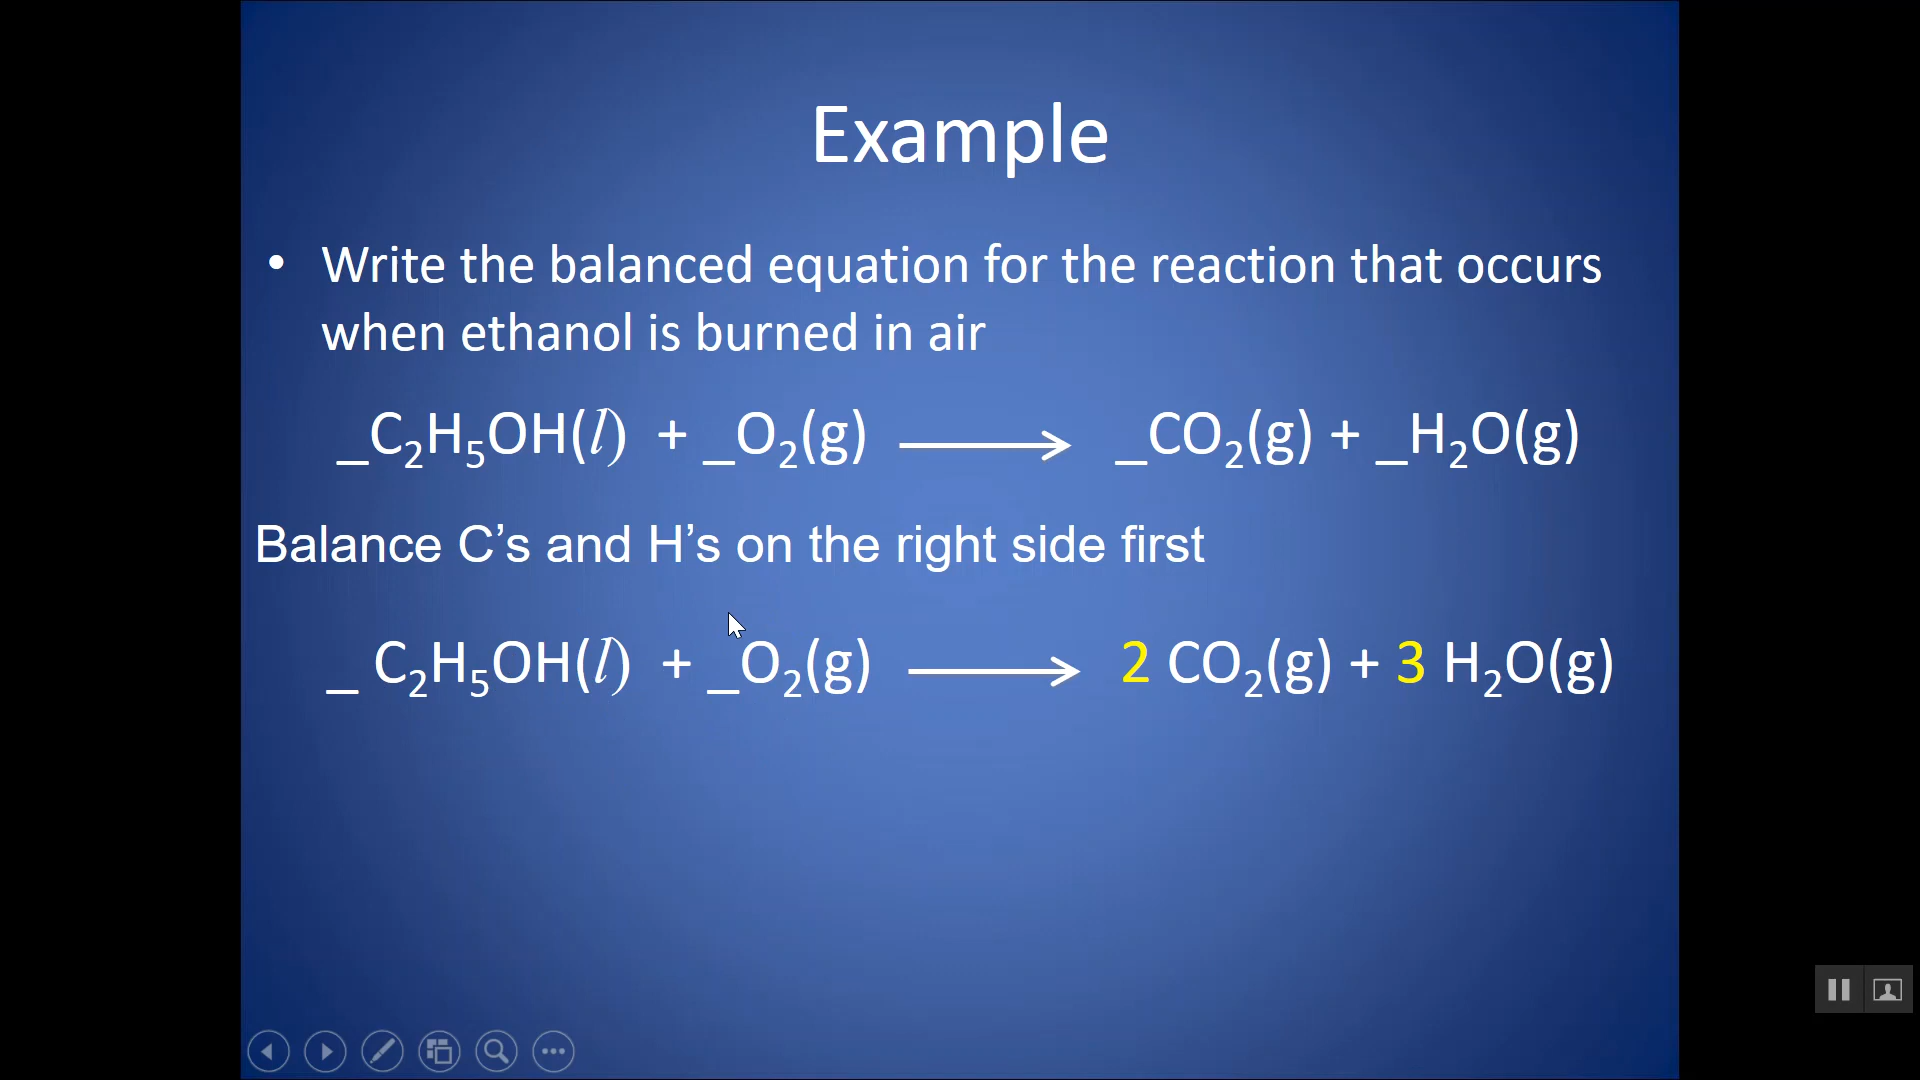 Example
• Write the balanced equation for the reaction that occurs
when ethanol is burned in air
_C₂H₅OH(l) + _O₂(g) ⟶ _CO₂(g) + _H₂O(g)
Balance C’s and H’s on the right side first
_ C₂H₅OH(l) + _O₂(g) ⟶ 2 CO₂(g) + 3 H₂O(g)